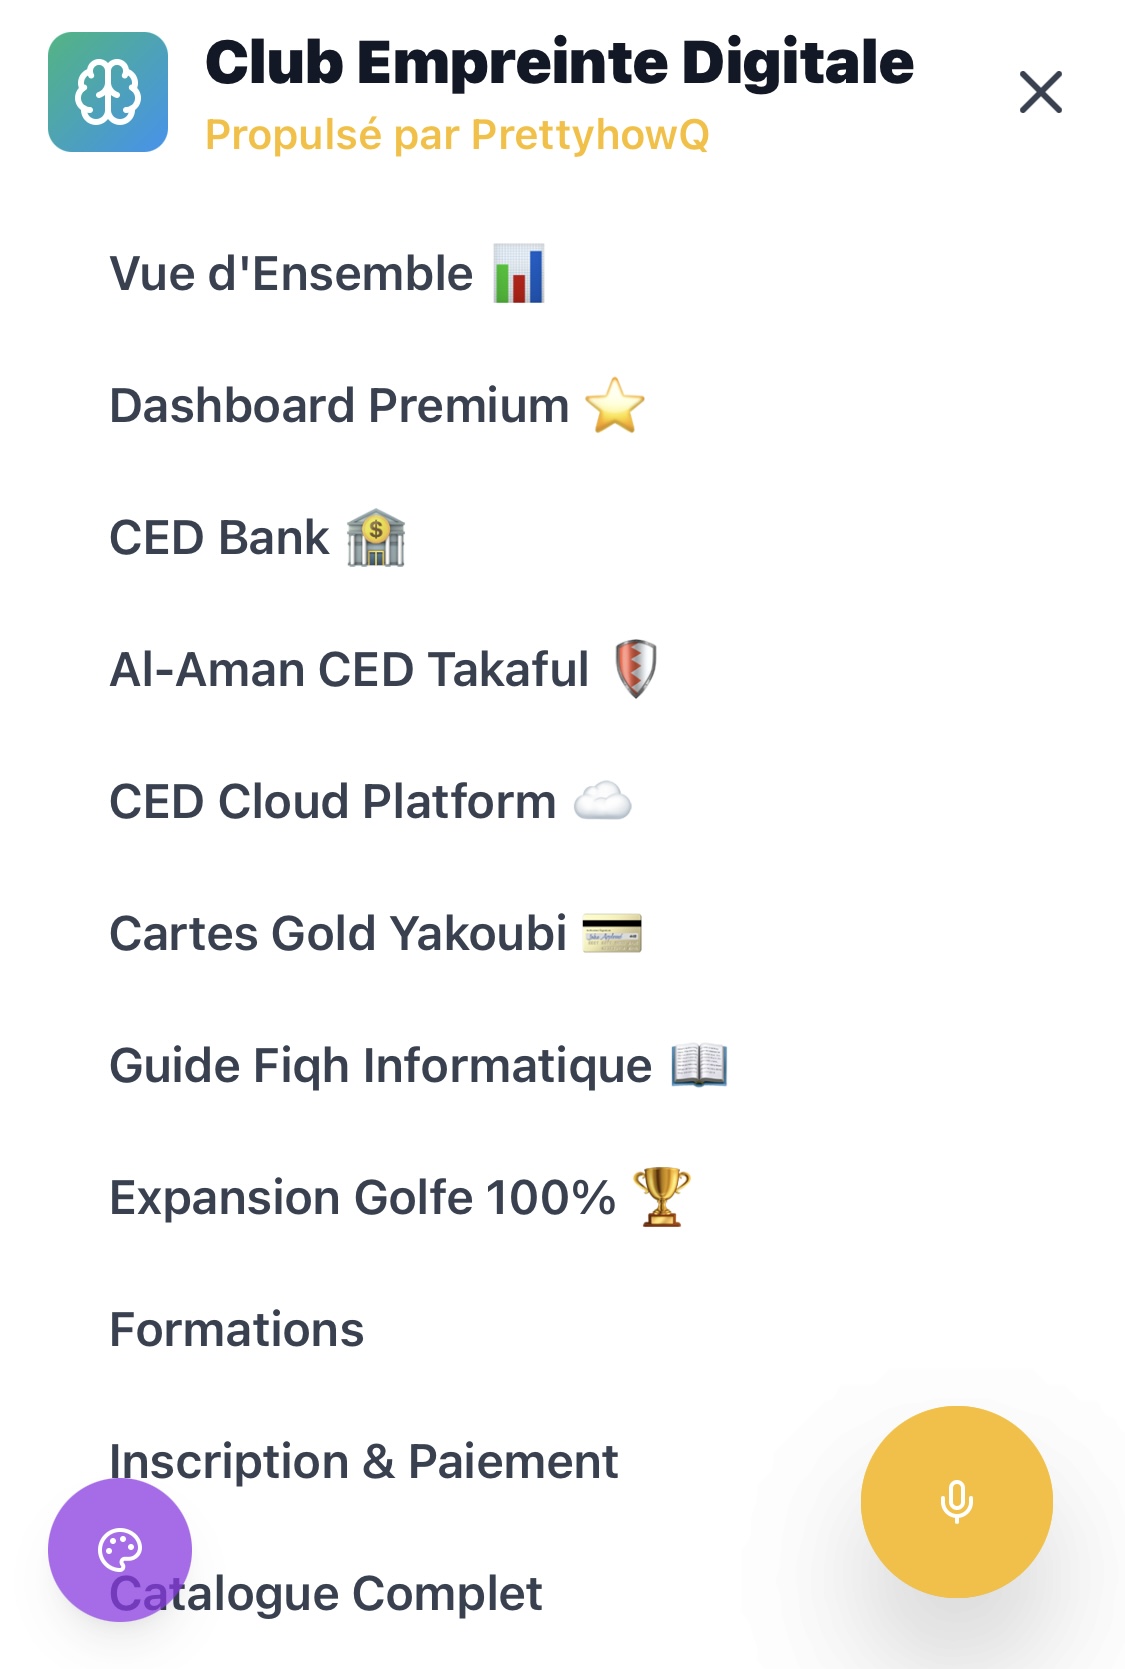 Club Empreinte Digitale
Propulsé par PrettyhowQ
Vue d'Ensemble
Dashboard Premium
CED Bank
Al-Aman CED Takaful
CED Cloud Platform
Cartes Gold Yakoubi
Guide Fiqh Informatique
Expansion Golfe 100%
Formations
Inscription & Paiement
Catalogue Complet